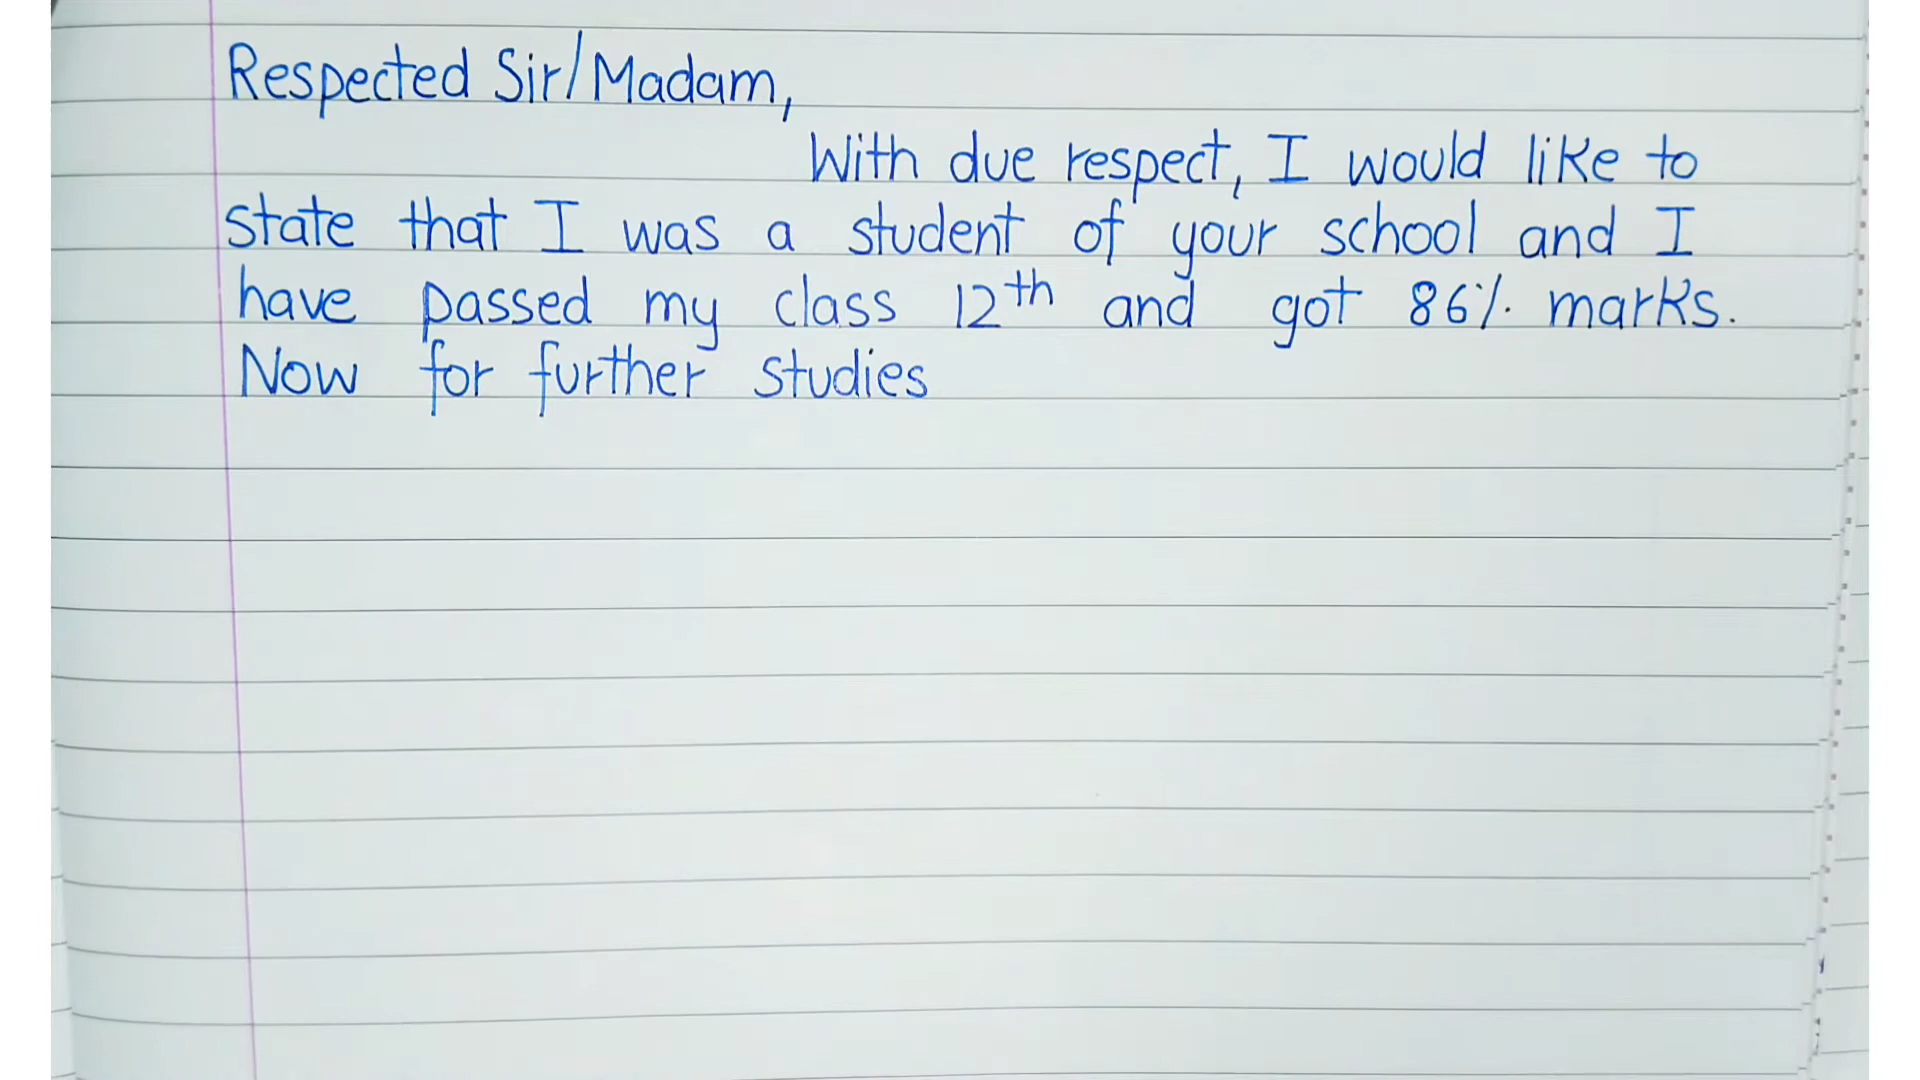 Respected Sir/Madam,
With due respect, I would like to
state that I was a student of your school and I
have passed my class 12th and got 86% marks.
Now for further studies